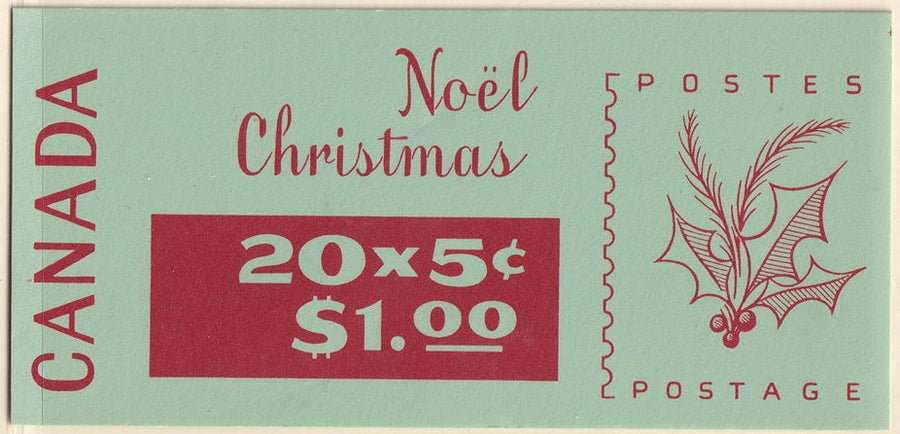 CANADA
Noël
Christmas
20x5¢
$1.00
POSTES
POSTAGE